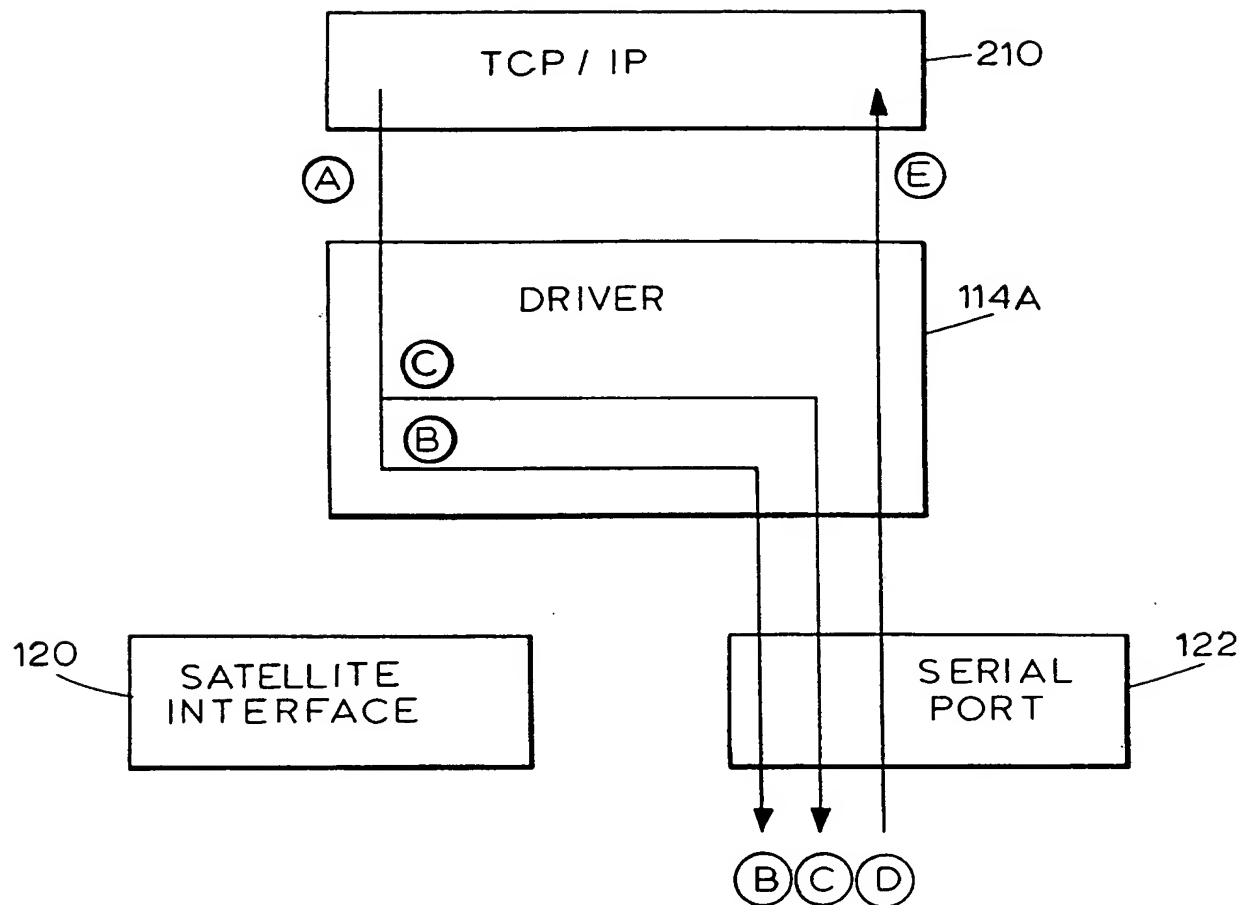 TCP / IP
210
A
E
DRIVER
114A
C
B
120
SATELLITE
INTERFACE
SERIAL
PORT
122
B
C
D